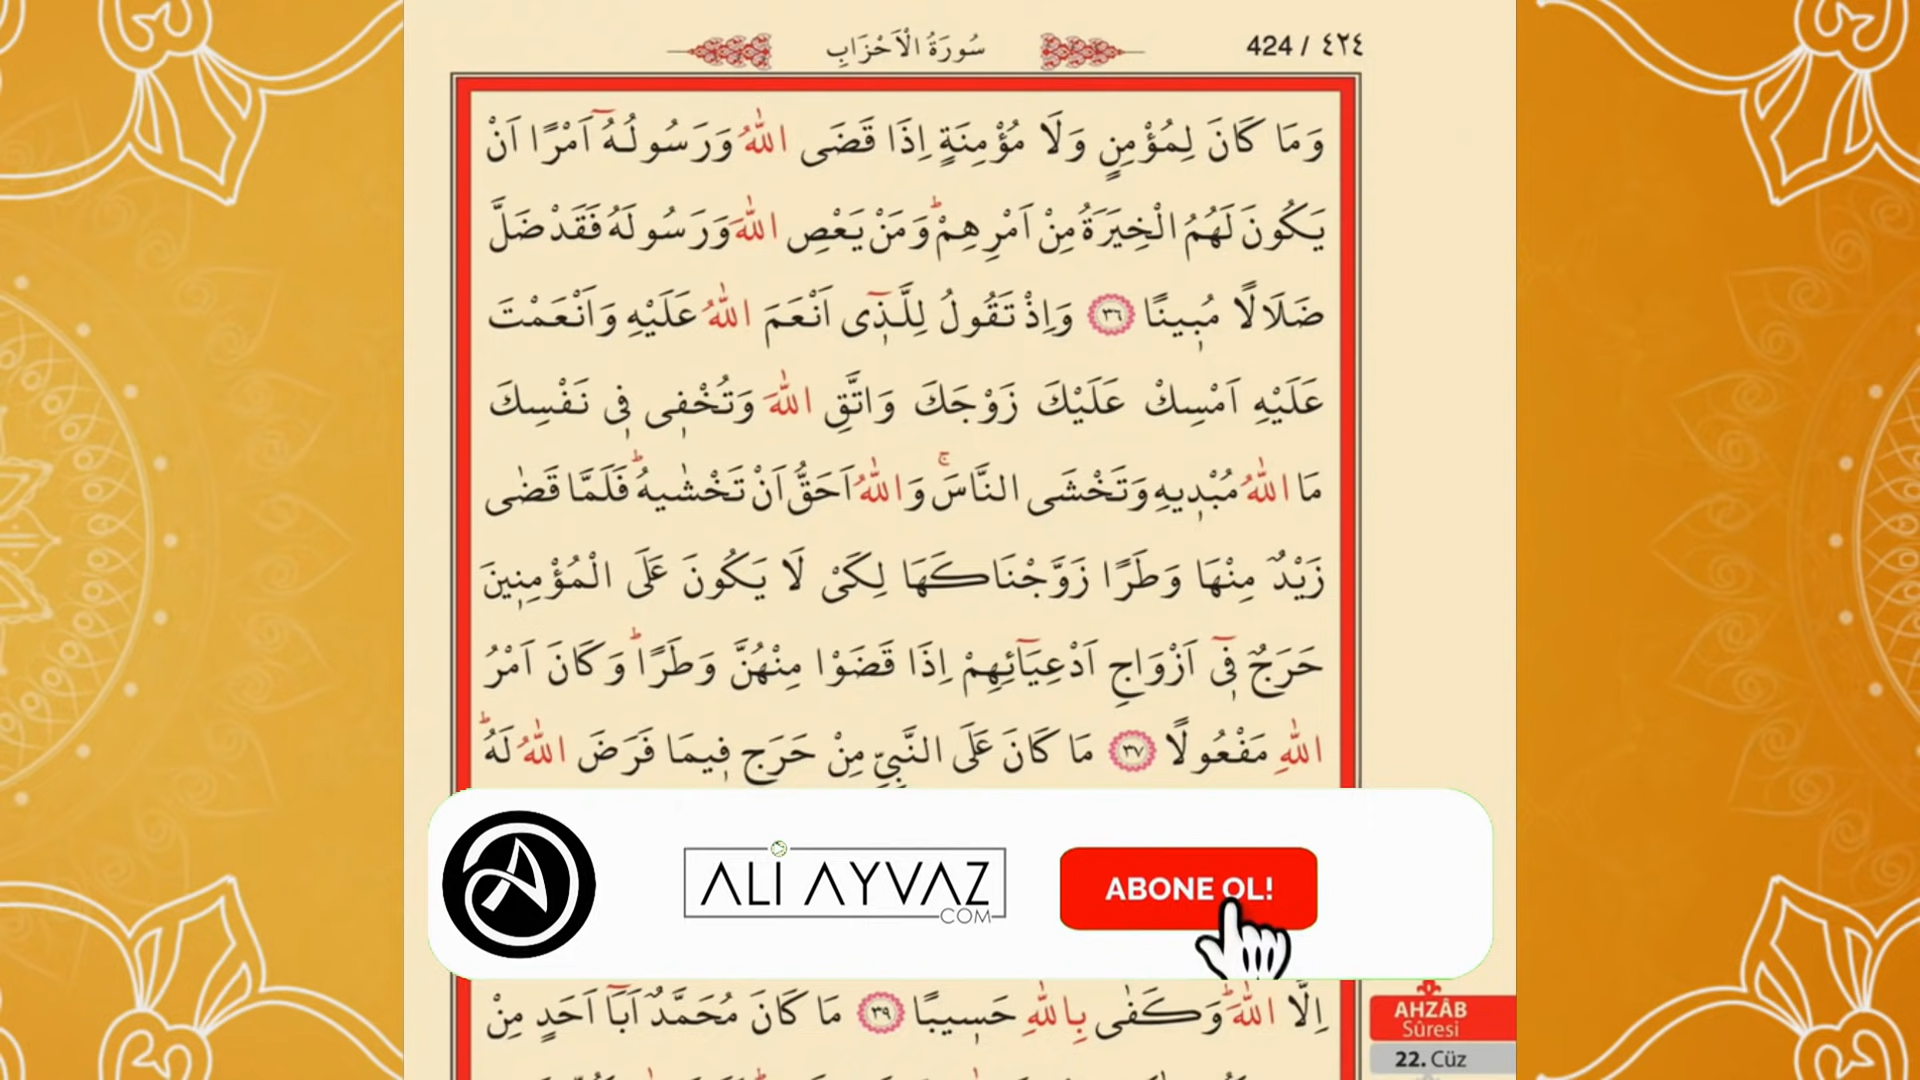 424 / ٤٢٤
سُورَةُ الْاَحْزَابِ
وَمَا كَانَ لِمُؤْمِنٍ وَلَا مُؤْمِنَةٍ اِذَا قَضَى اللّٰهُ وَرَسُولُهُٓ اَمْرًا اَنْ
يَكُونَ لَهُمُ الْخِيَرَةُ مِنْ اَمْرِهِمْۜ وَمَنْ يَعْصِ اللّٰهَ وَرَسُولَهُ فَقَدْ ضَلَّ
ضَلَالًا مُب۪ينًا ٣٦ وَاِذْ تَقُولُ لِلَّذ۪ٓي اَنْعَمَ اللّٰهُ عَلَيْهِ وَاَنْعَمْتَ
عَلَيْهِ اَمْسِكْ عَلَيْكَ زَوْجَكَ وَاتَّقِ اللّٰهَ وَتُخْف۪ي ف۪ي نَفْسِكَ
مَا اللّٰهُ مُبْد۪يهِ وَتَخْشَى النَّاسَۚ وَاللّٰهُ اَحَقُّ اَنْ تَخْشٰيهُۜ فَلَمَّا قَضٰى
زَيْدٌ مِنْهَا وَطَرًا زَوَّجْنَاكَهَا لِكَيْ لَا يَكُونَ عَلَى الْمُؤْمِن۪ينَ
حَرَجٌ ف۪ٓي اَزْوَاجِ اَدْعِيَٓائِهِمْ اِذَا قَضَوْا مِنْهُنَّ وَطَرًاۜ وَكَانَ اَمْرُ
اللّٰهِ مَفْعُولًا ٣٧ مَا كَانَ عَلَى النَّبِيِّ مِنْ حَرَجٍ ف۪يمَا فَرَضَ اللّٰهُ لَهُۜ
ALİ AYVAZ
COM
ABONE OL!
اِلَّا اللّٰهَۜ وَكَفٰى بِاللّٰهِ حَس۪يبًا ٣٩ مَا كَانَ مُحَمَّدٌ اَبَٓا اَحَدٍ مِنْ
AHZÂB
Sûresi
22. Cüz